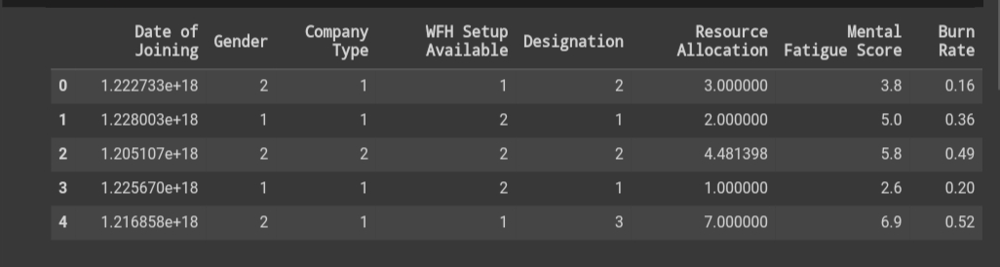 Date of Joining Gender Company Type WFH Setup Available Designation Resource Allocation Mental Fatigue Score Burn Rate
0 1.222733e+18 2 1 1 2 3.000000 3.8 0.16
1 1.228003e+18 1 1 2 1 2.000000 5.0 0.36
2 1.205107e+18 2 2 2 2 4.481398 5.8 0.49
3 1.225670e+18 1 1 2 1 1.000000 2.6 0.20
4 1.216858e+18 2 1 1 3 7.000000 6.9 0.52